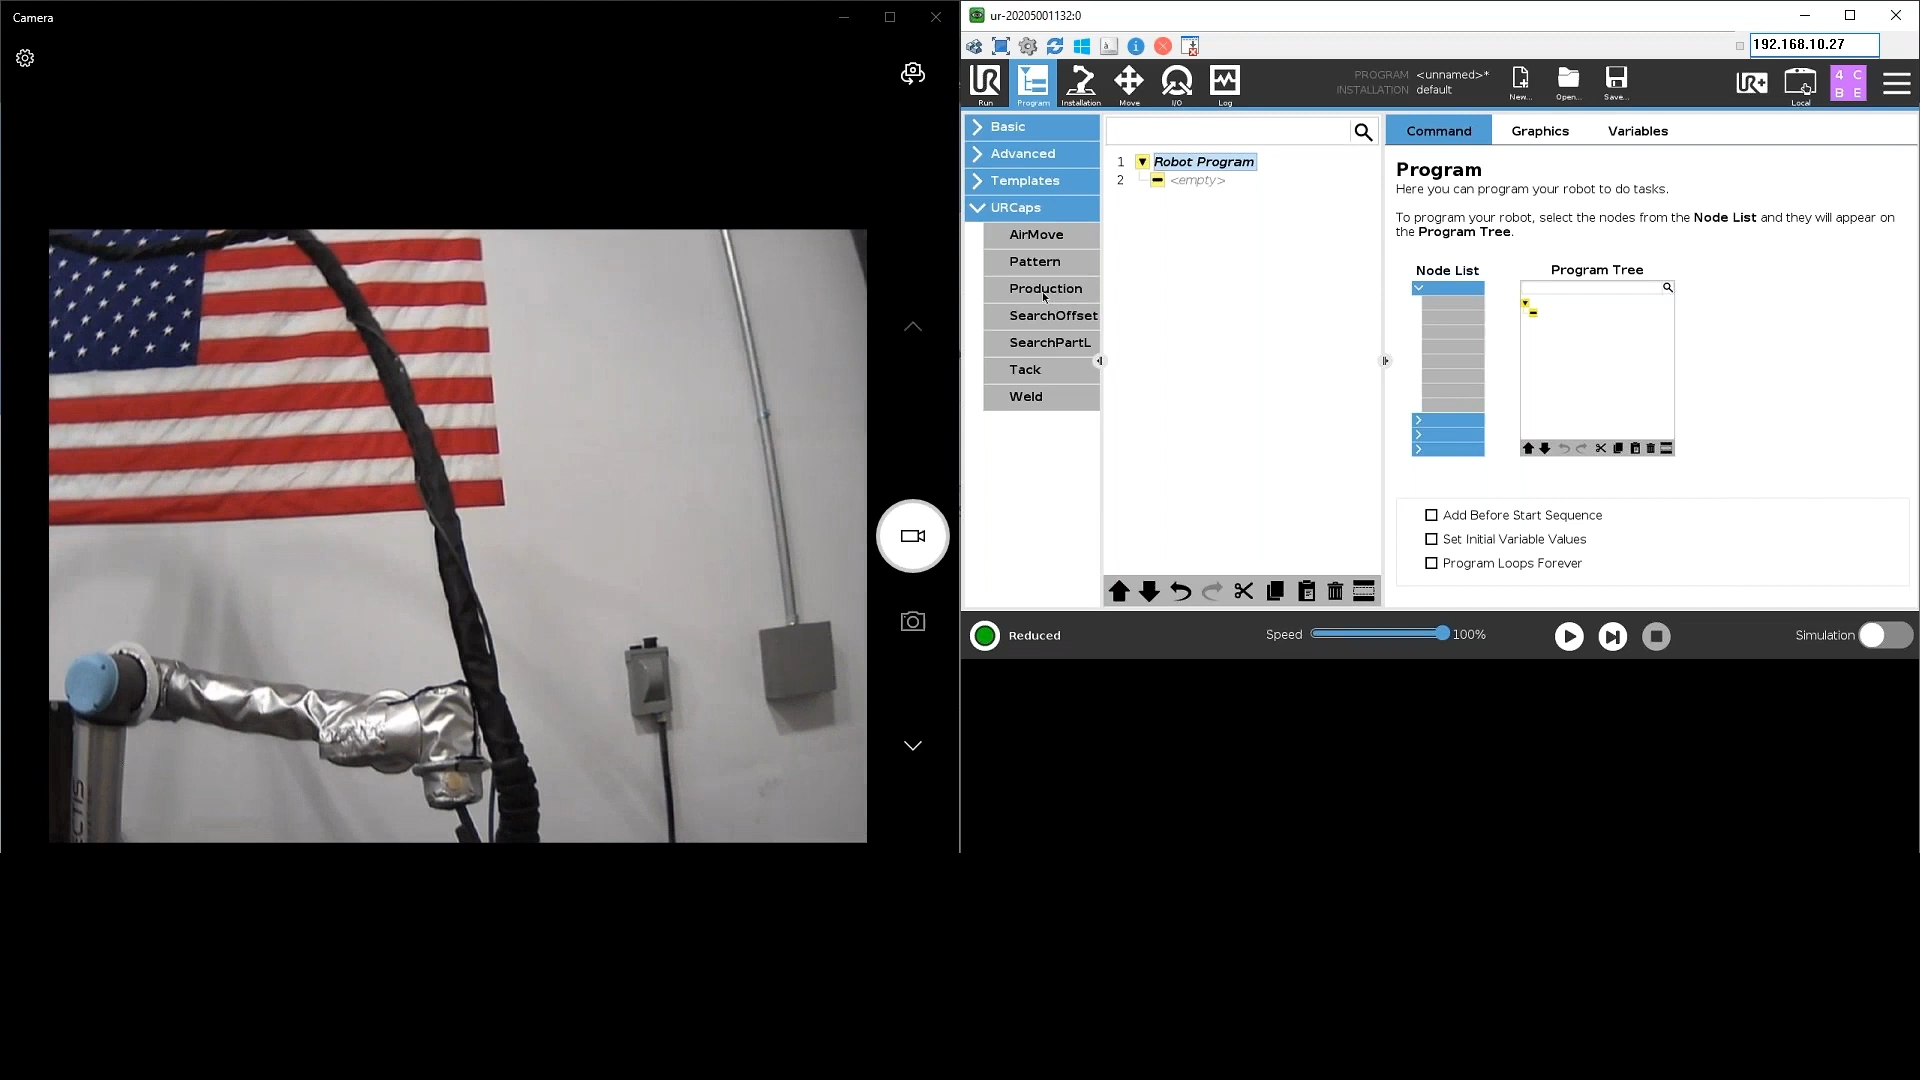 Camera
ur-20205001132:0
192.168.10.27
Run
Program
Installation
Move
I/O
Log
PROGRAM <unnamed>*
INSTALLATION default
New...
Open...
Save...
UR+
Local
4 C
B E
Basic
Advanced
Templates
URCaps
AirMove
Pattern
Production
SearchOffset
SearchPartL
Tack
Weld
1 Robot Program
2 <empty>
Command
Graphics
Variables
Program
Here you can program your robot to do tasks.
To program your robot, select the nodes from the Node List and they will appear on
the Program Tree.
Node List
Program Tree
Add Before Start Sequence
Set Initial Variable Values
Program Loops Forever
Reduced
Speed
100%
Simulation
ECTIS